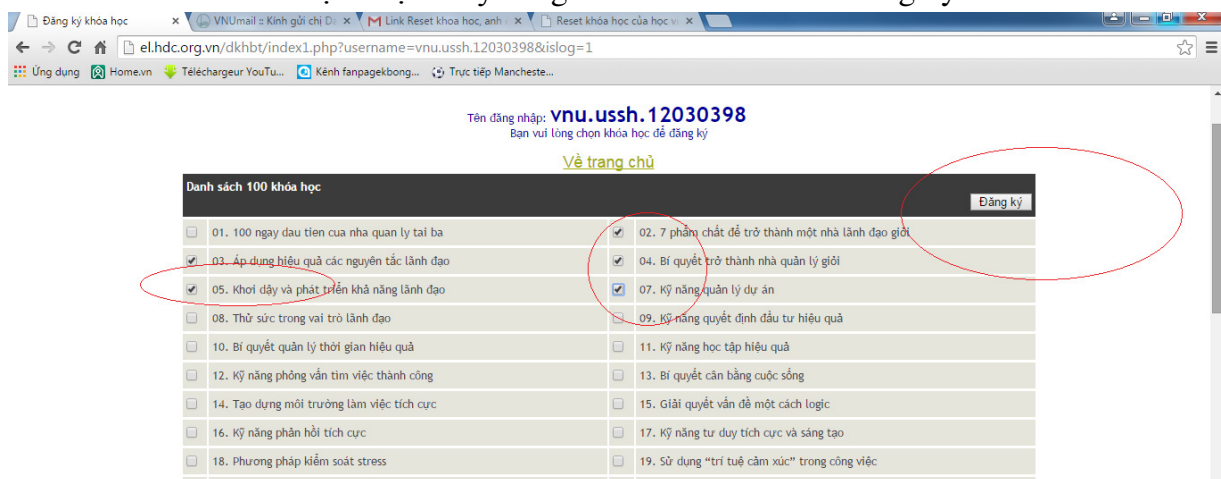 Đăng ký khóa học
VNUmail :: Kính gửi chị Đà
Link Reset khoa hoc, anh
Reset khóa học của học vi
el.hdc.org.vn/dkhbt/index1.php?username=vnu.ussh.12030398&islog=1
Ứng dụng Home.vn Téléchargeur YouTu... Kênh fanpagekbong... Trực tiếp Mancheste...
Tên đăng nhập: vnu.ussh.12030398
Bạn vui lòng chọn khóa học để đăng ký
Về trang chủ
Danh sách 100 khóa học
Đăng ký
01. 100 ngay dau tien cua nha quan ly tai ba
02. 7 phẩm chất để trở thành một nhà lãnh đạo giỏi
03. Áp dụng hiệu quả các nguyên tắc lãnh đạo
04. Bí quyết trở thành nhà quản lý giỏi
05. Khơi dậy và phát triển khả năng lãnh đạo
07. Kỹ năng quản lý dự án
08. Thử sức trong vai trò lãnh đạo
09. Kỹ năng quyết định đầu tư hiệu quả
10. Bí quyết quản lý thời gian hiệu quả
11. Kỹ năng học tập hiệu quả
12. Kỹ năng phỏng vấn tìm việc thành công
13. Bí quyết cân bằng cuộc sống
14. Tạo dựng môi trường làm việc tích cực
15. Giải quyết vấn đề một cách logic
16. Kỹ năng phản hồi tích cực
17. Kỹ năng tư duy tích cực và sáng tạo
18. Phương pháp kiểm soát stress
19. Sử dụng “trí tuệ cảm xúc” trong công việc